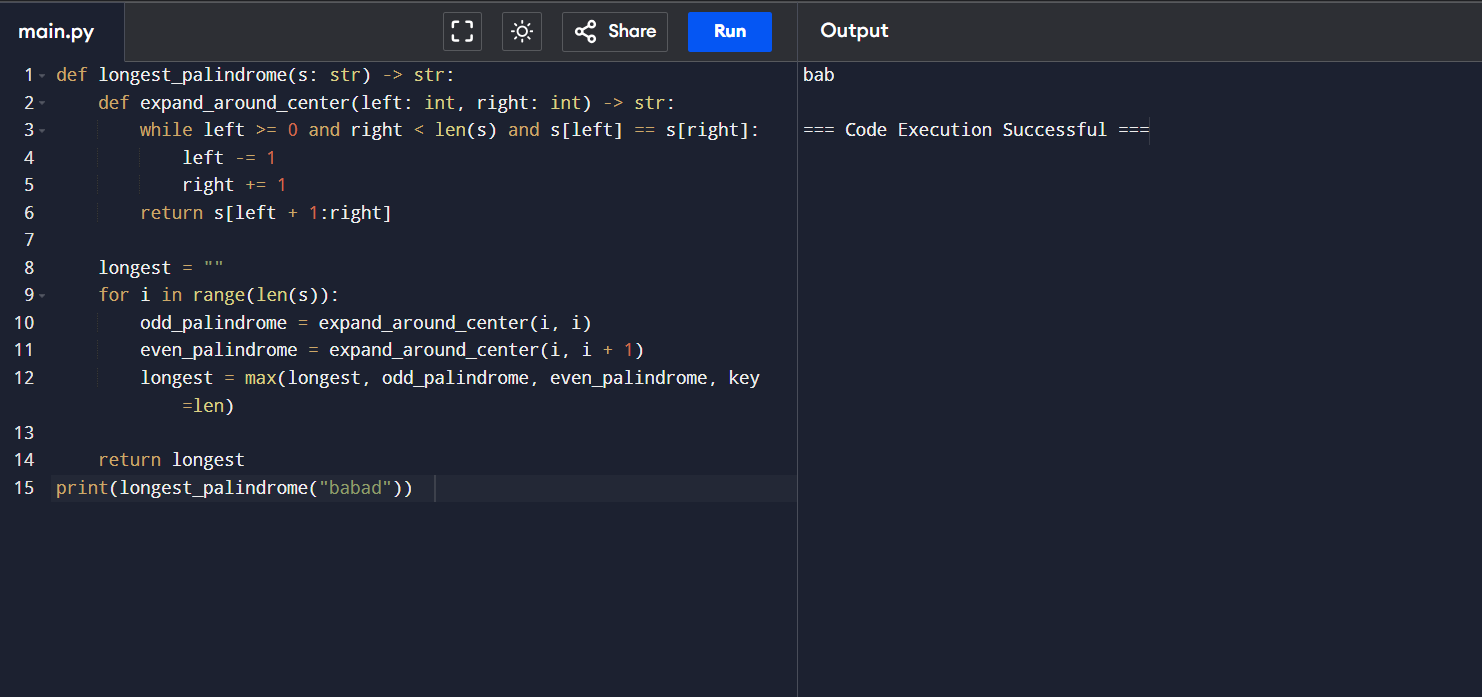 main.py
Share
Run
Output
1 def longest_palindrome(s: str) -> str:
2     def expand_around_center(left: int, right: int) -> str:
3         while left >= 0 and right < len(s) and s[left] == s[right]:
4             left -= 1
5             right += 1
6         return s[left + 1:right]
7
8     longest = ""
9     for i in range(len(s)):
10         odd_palindrome = expand_around_center(i, i)
11         even_palindrome = expand_around_center(i, i + 1)
12         longest = max(longest, odd_palindrome, even_palindrome, key
            =len)
13
14     return longest
15 print(longest_palindrome("babad"))
bab
=== Code Execution Successful ===